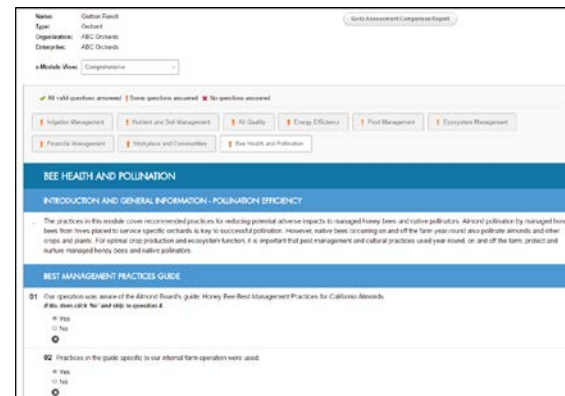 Name: Grattan Ranch
Type: Orchard
Organization: ABC Orchards
Enterprise: ABC Orchards
Go to Assessment Comparison Report
e-Module View: Comprehensive
All valid questions answered Some questions answered No questions answered
Irrigation Management Nutrient and Soil Management Air Quality Energy Efficiency Pest Management Ecosystem Management
Financial Management Workplace and Communities Bee Health and Pollination
BEE HEALTH AND POLLINATION
INTRODUCTION AND GENERAL INFORMATION - POLLINATION EFFICIENCY
The practices in this module cover recommended practices for reducing potential adverse impacts to managed honey bees and native pollinators. Almond pollination by managed honey
bees from hives placed to service specific orchards is key to successful pollination. However, native bees occurring on and off the farm year-round also pollinate almonds and other
crops and plants. For optimal crop production and ecosystem function, it is important that pest management and cultural practices used year-round, on and off the farm, protect and
nurture managed honey bees and native pollinators.
BEST MANAGEMENT PRACTICES GUIDE
01 Our operation was aware of the Almond Board's guide: Honey Bee Best Management Practices for California Almonds.
If No, then click 'No' and skip to question 4.
Yes
No
02 Practices in the guide specific to our internal farm operation were used.
Yes
No